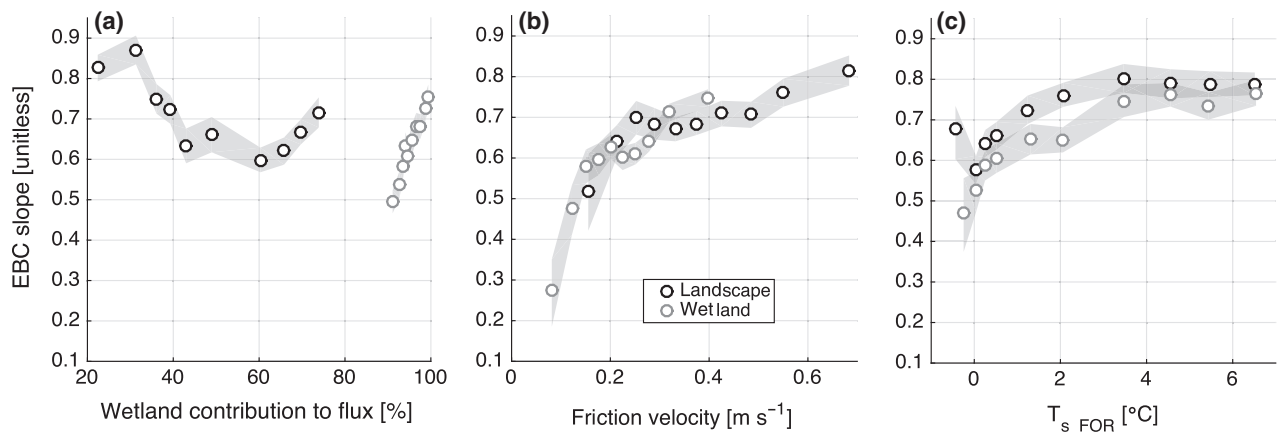 (a)
(b)
(c)
EBC slope [unitless]
0.9
0.8
0.7
0.6
0.5
0.4
0.3
0.2
0.1
20 40 60 80 100
Wetland contribution to flux [%]
0.9
0.8
0.7
0.6
0.5
0.4
0.3
0.2
0.1
0 0.2 0.4 0.6
Friction velocity [m s⁻¹]
Landscape
Wetland
0.9
0.8
0.7
0.6
0.5
0.4
0.3
0.2
0.1
0 2 4 6
Ts FOR [°C]